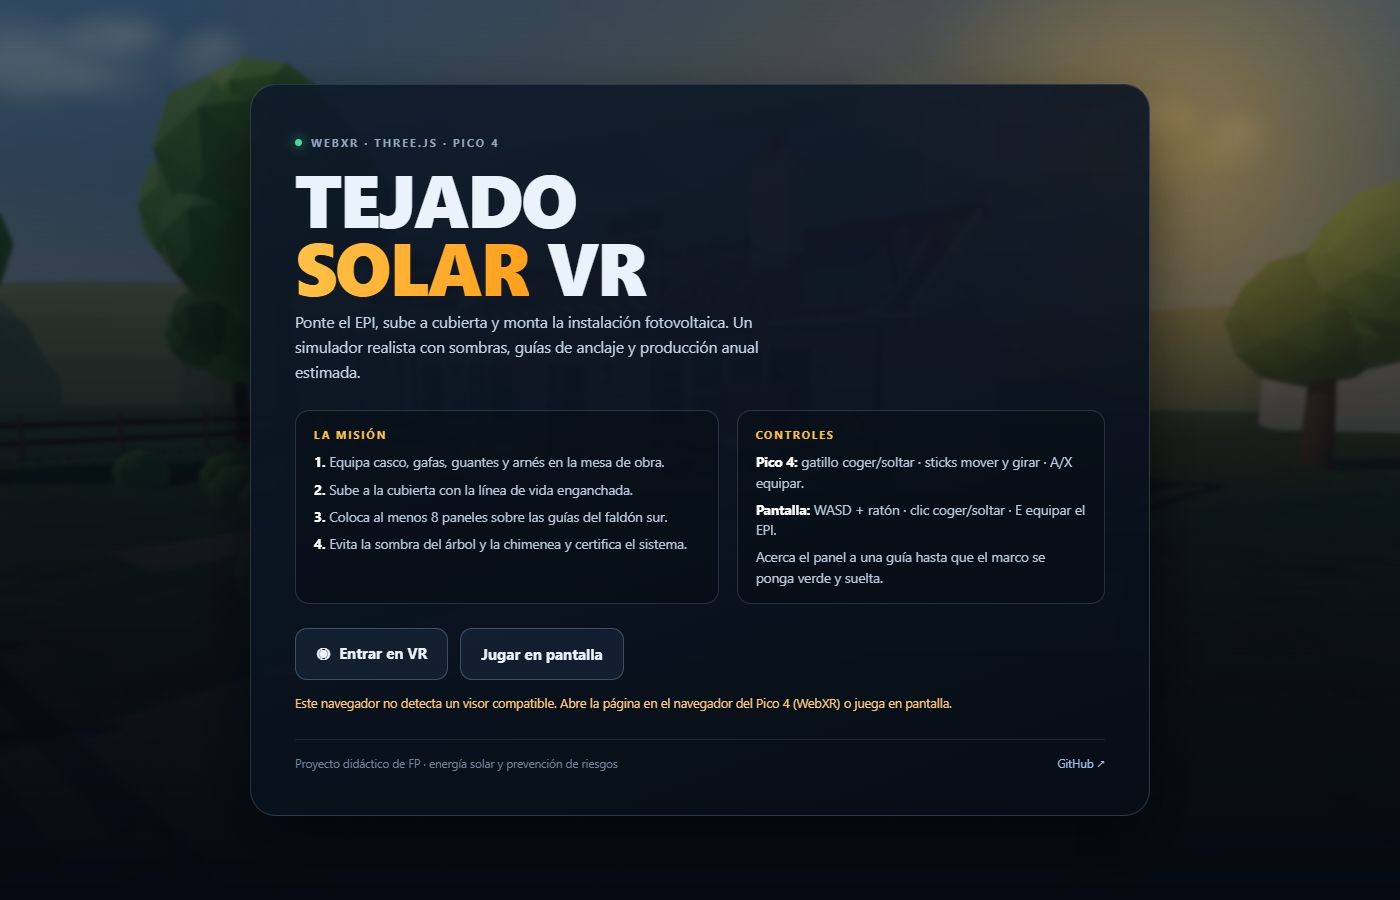 WEBXR · THREE.JS · PICO 4
TEJADO
SOLAR VR
Ponte el EPI, sube a cubierta y monta la instalación fotovoltaica. Un
simulador realista con sombras, guías de anclaje y producción anual
estimada.
LA MISIÓN
1. Equipa casco, gafas, guantes y arnés en la mesa de obra.
2. Sube a la cubierta con la línea de vida enganchada.
3. Coloca al menos 8 paneles sobre las guías del faldón sur.
4. Evita la sombra del árbol y la chimenea y certifica el sistema.
CONTROLES
Pico 4: gatillo coger/soltar · sticks mover y girar · A/X
equipar.
Pantalla: WASD + ratón · clic coger/soltar · E equipar el
EPI.
Acerca el panel a una guía hasta que el marco se
ponga verde y suelta.
◉ Entrar en VR
Jugar en pantalla
Este navegador no detecta un visor compatible. Abre la página en el navegador del Pico 4 (WebXR) o juega en pantalla.
Proyecto didáctico de FP · energía solar y prevención de riesgos
GitHub ↗